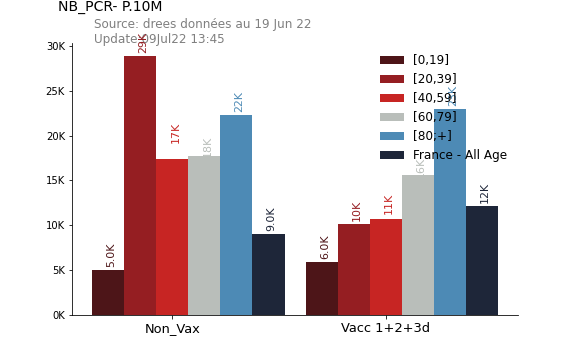 NB_PCR- P.10M
Source: drees données au 19 Jun 22
Update 09Jul22 13:45
30K
25K
20K
15K
10K
5K
0K
5.0K
29K
17K
18K
22K
9.0K
6.0K
10K
11K
12K
[0,19]
[20,39]
[40,59]
[60,79]
[80,+]
France - All Age
Non_Vax
Vacc 1+2+3d